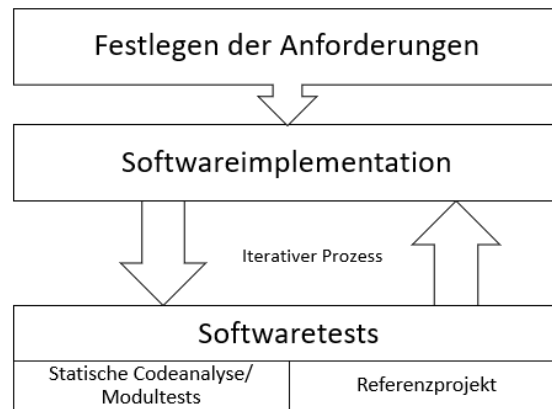 Festlegen der Anforderungen
Softwareimplementation
Iterativer Prozess
Softwaretests
Statische Codeanalyse/
Modultests
Referenzprojekt